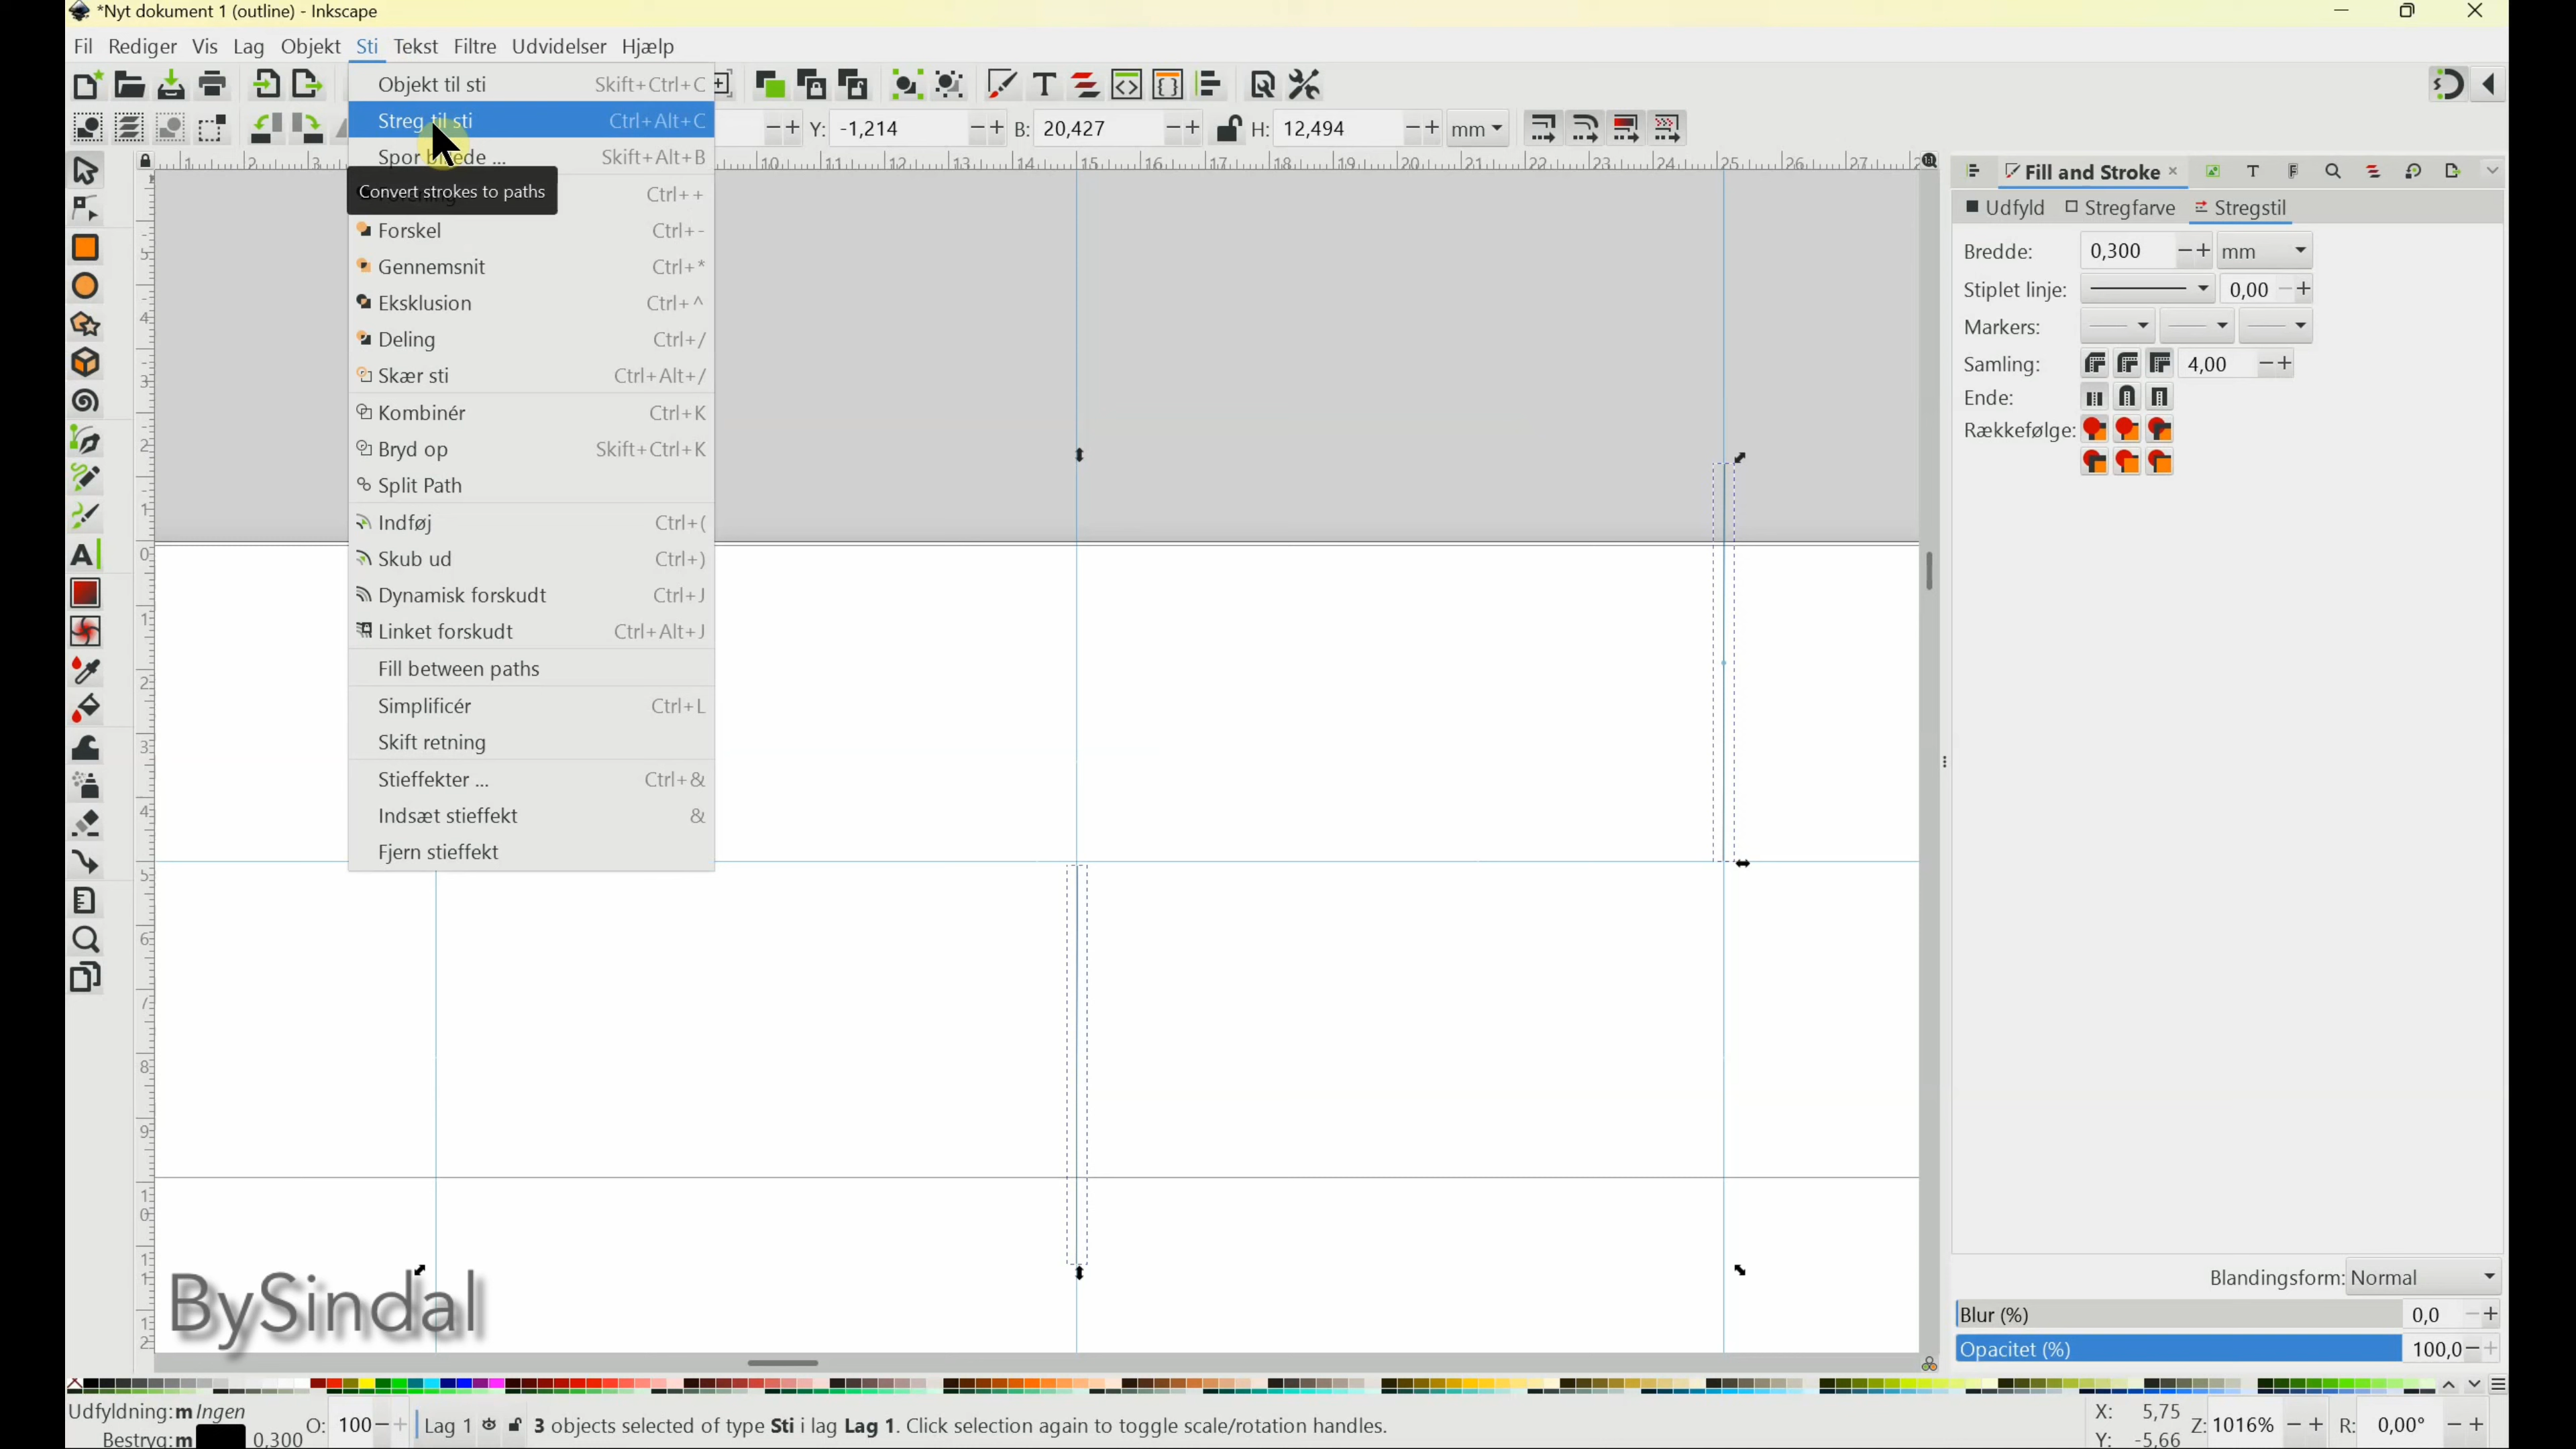 *Nyt dokument 1 (outline) - Inkscape
Fil Rediger Vis Lag Objekt Sti Tekst Filtre Udvidelser Hjælp
Objekt til sti Skift+Ctrl+C
Streg til sti Ctrl+Alt+C
Spor billede ... Skift+Alt+B
Convert strokes to paths
Ctrl++
Forskel Ctrl+-
Gennemsnit Ctrl+*
Eksklusion Ctrl+^
Deling Ctrl+/
Skær sti Ctrl+Alt+/
Kombinér Ctrl+K
Bryd op Skift+Ctrl+K
Split Path
Indføj Ctrl+(
Skub ud Ctrl+)
Dynamisk forskudt Ctrl+J
Linket forskudt Ctrl+Alt+J
Fill between paths
Simplificér Ctrl+L
Skift retning
Stieffekter ... Ctrl+&
Indsæt stieffekt &
Fjern stieffekt
Y: -1,214 B: 20,427 H: 12,494 mm
Fill and Stroke
Udfyld Stregfarve Stregstil
Bredde: 0,300 mm
Stiplet linje: 0,00
Markers:
Samling: 4,00
Ende:
Rækkefølge:
BySindal
Blandingsform: Normal
Blur (%) 0,0
Opacitet (%) 100,0
Udfyldning: m Ingen
Bestryg: m 0,300
O: 100 Lag 1 3 objects selected of type Sti i lag Lag 1. Click selection again to toggle scale/rotation handles.
X: 5,75
Y: -5,66
Z: 1016% R: 0,00°